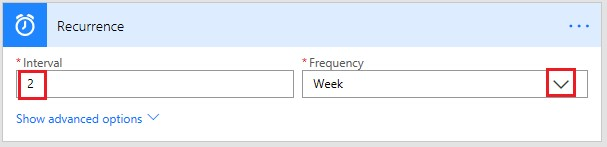 Recurrence
* Interval
* Frequency
2
Week
Show advanced options